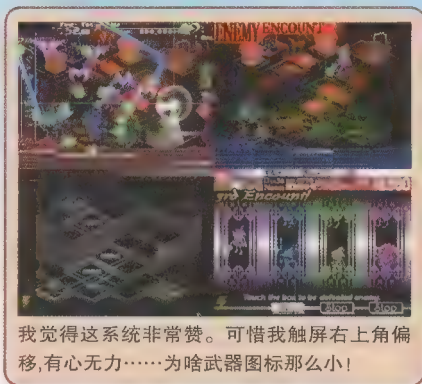 ENEMY ENCOUNT
Encount
Touch the box to be defeated enemy.
Stop Stop
我觉得这系统非常赞。可惜我触屏右上角偏
移,有心无力……为啥武器图标那么小!